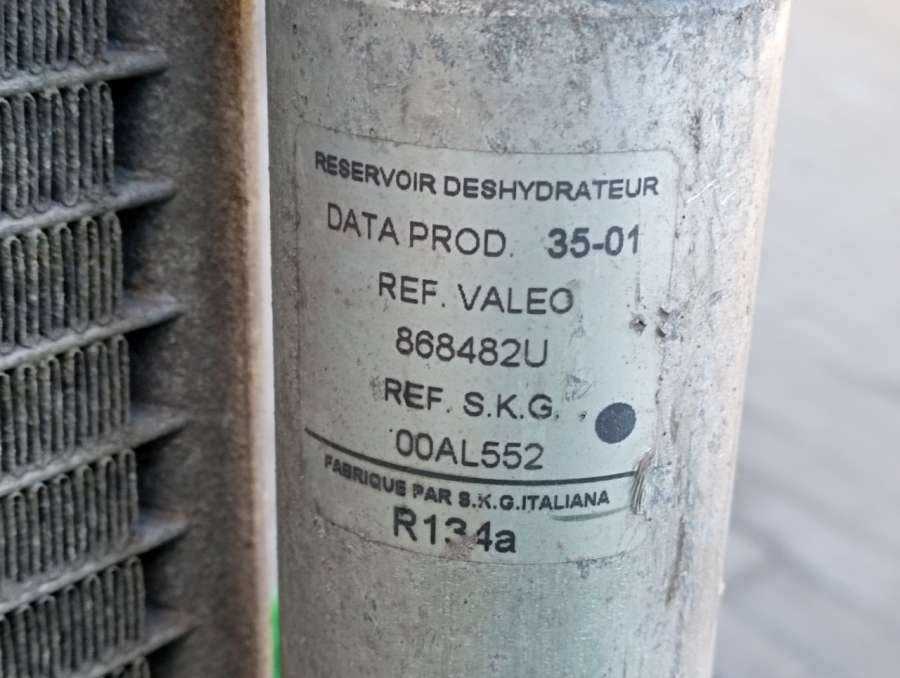 RESERVOIR DESHYDRATEUR
DATA PROD. 35-01
REF. VALEO
868482U
REF. S.K.G.
00AL552
FABRIQUE PAR S.K.G.ITALIANA
R134a